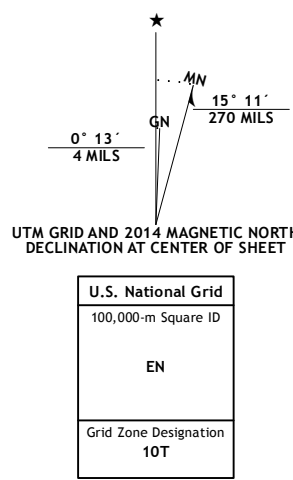 MN
GN
15° 11´
270 MILS
0° 13´
4 MILS
UTM GRID AND 2014 MAGNETIC NORTH
DECLINATION AT CENTER OF SHEET
U.S. National Grid
100,000-m Square ID
EN
Grid Zone Designation
10T